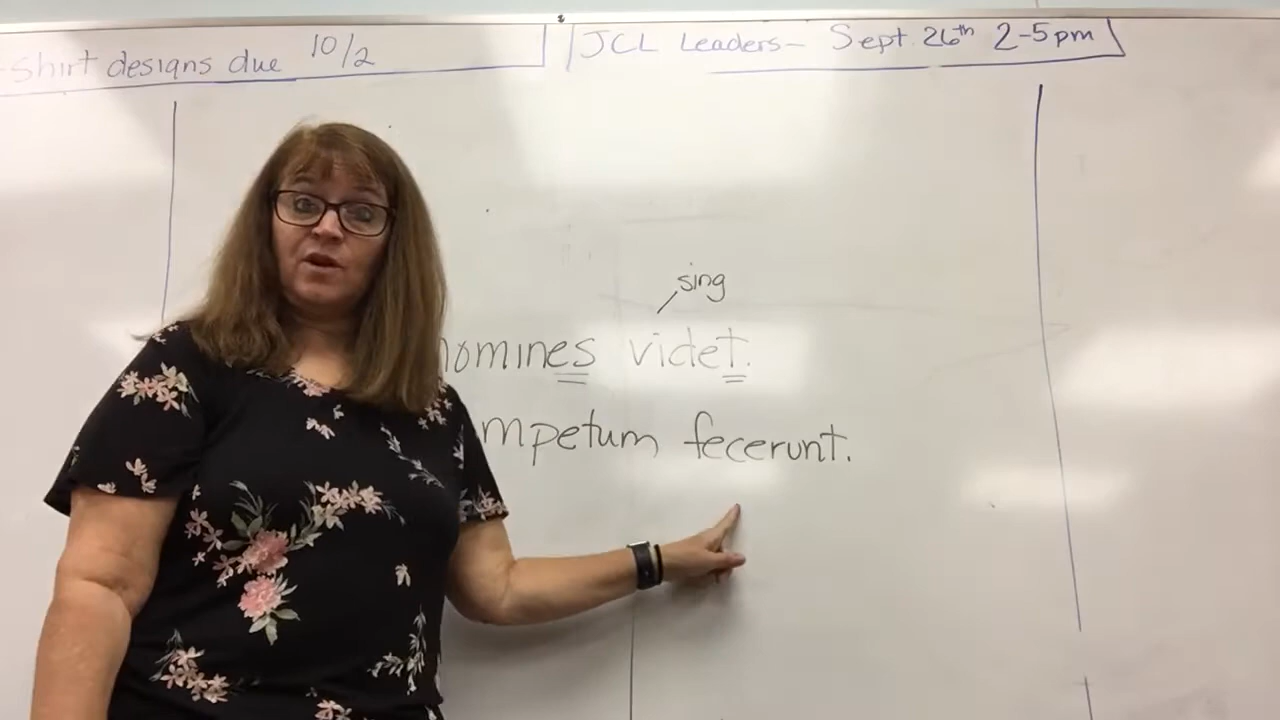 Shirt designs due 10/2
JCL Leaders- Sept. 26th 2-5pm
sing
homines videt.
mpetum fecerunt.